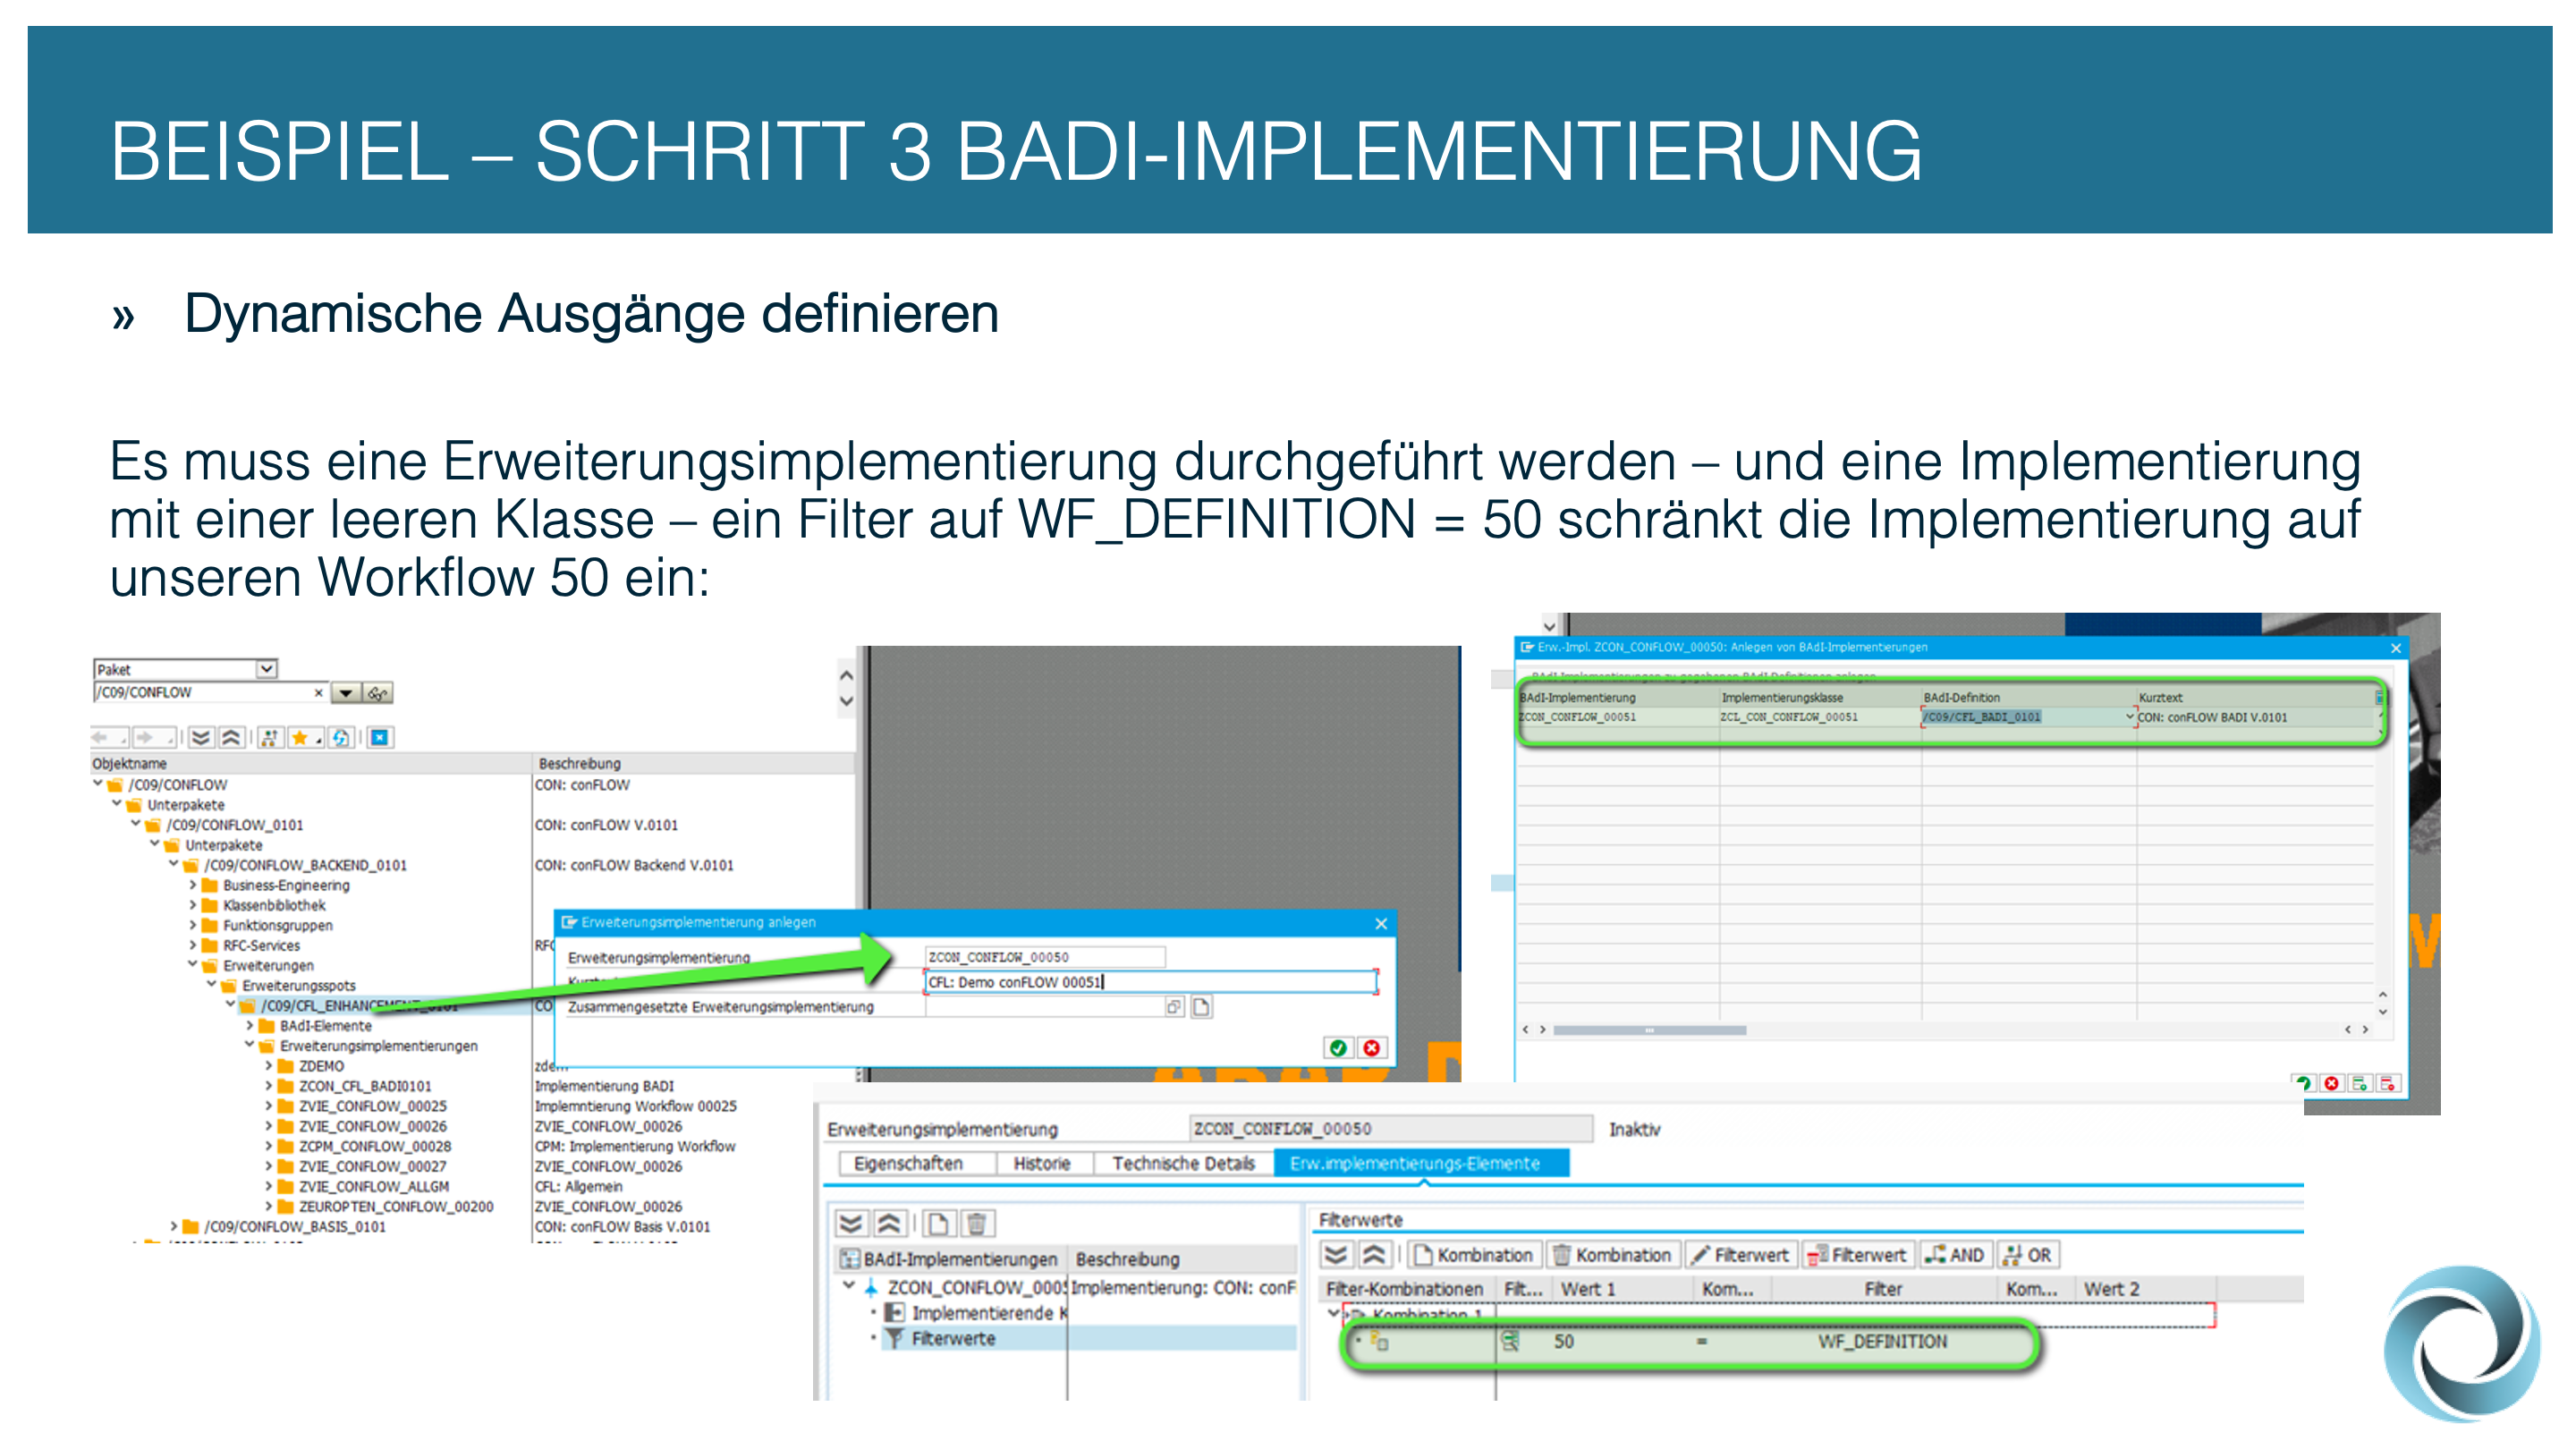 BEISPIEL – SCHRITT 3 BADI-IMPLEMENTIERUNG
» Dynamische Ausgänge definieren
Es muss eine Erweiterungsimplementierung durchgeführt werden – und eine Implementierung
mit einer leeren Klasse – ein Filter auf WF_DEFINITION = 50 schränkt die Implementierung auf
unseren Workflow 50 ein:
Paket
/C09/CONFLOW
Objektname Beschreibung
/C09/CONFLOW CON: conFLOW
Unterpakete
/C09/CONFLOW_0101 CON: conFLOW V.0101
Unterpakete
/C09/CONFLOW_BACKEND_0101 CON: conFLOW Backend V.0101
Business-Engineering
Klassenbibliothek
Funktionsgruppen
RFC-Services RFC
Erweiterungen
Erweiterungsspots
/C09/CFL_ENHANCEMENT_0101 CO
BAdI-Elemente
Erweiterungsimplementierungen
ZDEMO zdem
ZCON_CFL_BADI0101 Implementierung BADI
ZVIE_CONFLOW_00025 Implemntierung Workflow 00025
ZVIE_CONFLOW_00026 ZVIE_CONFLOW_00026
ZCPM_CONFLOW_00028 CPM: Implementierung Workflow
ZVIE_CONFLOW_00027 ZVIE_CONFLOW_00026
ZVIE_CONFLOW_ALLGM CFL: Allgemein
ZEUROPTEN_CONFLOW_00200 ZVIE_CONFLOW_00026
/C09/CONFLOW_BASIS_0101 CON: conFLOW Basis V.0101
Erweiterungsimplementierung anlegen
Erweiterungsimplementierung ZCON_CONFLOW_00050
CFL: Demo conFLOW 00051
Zusammengesetzte Erweiterungsimplementierung
Erw.-Impl. ZCON_CONFLOW_00050: Anlegen von BAdI-Implementierungen
BAdI-Implementierungen zu gegebenen BAdI-Definitionen anlegen
BAdI-Implementierung Implementierungsklasse BAdI-Definition Kurztext
ZCON_CONFLOW_00051 ZCL_CON_CONFLOW_00051 /C09/CFL_BADI_0101 CON: conFLOW BADI V.0101
Erweiterungsimplementierung ZCON_CONFLOW_00050 Inaktiv
Eigenschaften Historie Technische Details Erw.implementierungs-Elemente
Filterwerte
Kombination Kombination Filterwert Filterwert AND OR
BAdI-Implementierungen Beschreibung
Filter-Kombinationen Filt... Wert 1 Kom... Filter Kom... Wert 2
ZCON_CONFLOW_0005 Implementierung: CON: conF
Kombination 1
Implementierende K
Filterwerte
50 = WF_DEFINITION